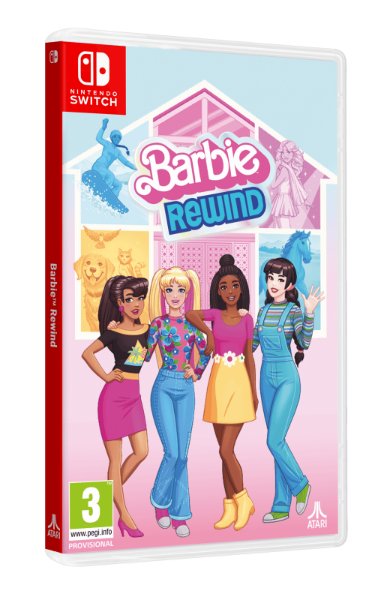 NINTENDO
SWITCH
Barbie
REWIND
Barbie™ Rewind
3
www.pegi.info
PROVISIONAL
ATARI
ATARI